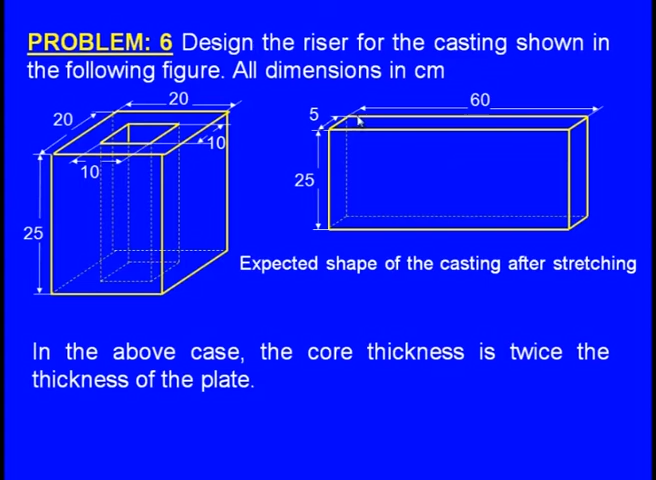 PROBLEM: 6 Design the riser for the casting shown in
the following figure. All dimensions in cm
20
20
10
10
25
60
5
25
Expected shape of the casting after stretching
In the above case, the core thickness is twice the
thickness of the plate.